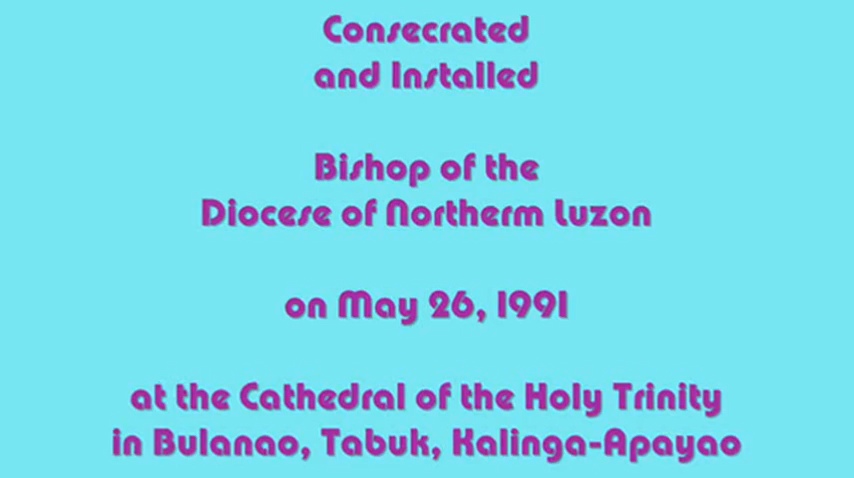 Consecrated
and Installed
Bishop of the
Diocese of Northerm Luzon
on May 26, 1991
at the Cathedral of the Holy Trinity
in Bulanao, Tabuk, Kalinga-Apayao